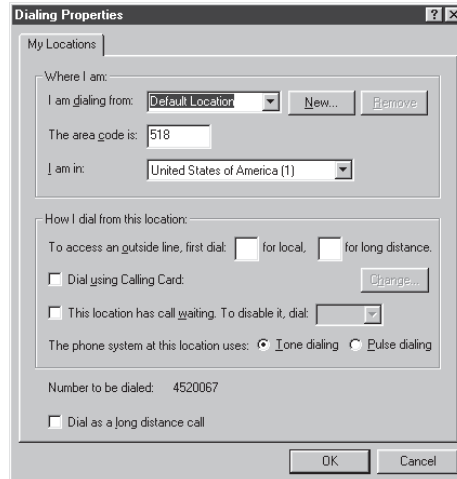 Dialing Properties
My Locations
Where I am:
I am dialing from: Default Location New... Remove
The area code is: 518
I am in: United States of America (1)
How I dial from this location:
To access an outside line, first dial: for local, for long distance.
Dial using Calling Card: Change...
This location has call waiting. To disable it, dial:
The phone system at this location uses: Tone dialing Pulse dialing
Number to be dialed: 4520067
Dial as a long distance call
OK Cancel